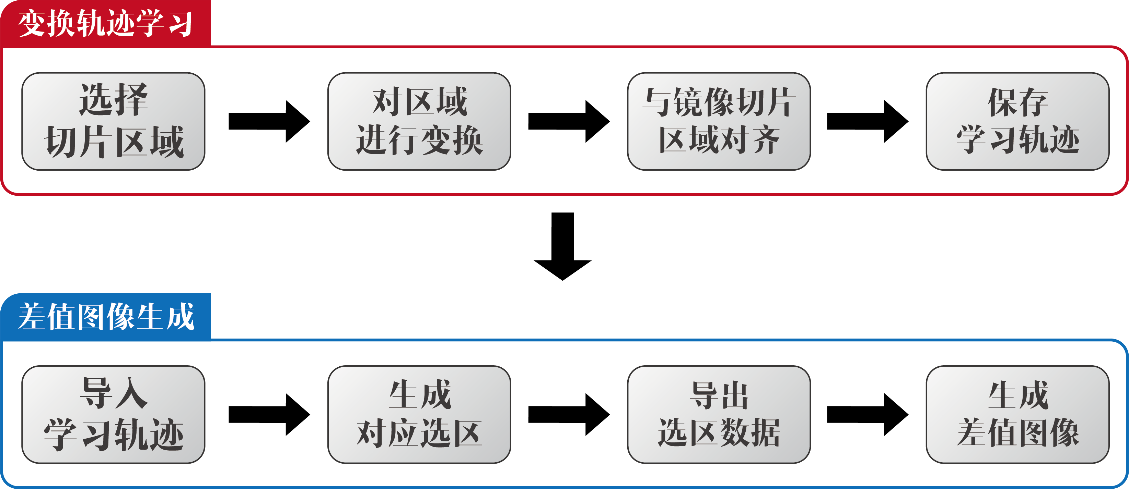 变换轨迹学习
选择
切片区域
对区域
进行变换
与镜像切片
区域对齐
保存
学习轨迹
差值图像生成
导入
学习轨迹
生成
对应选区
导出
选区数据
生成
差值图像